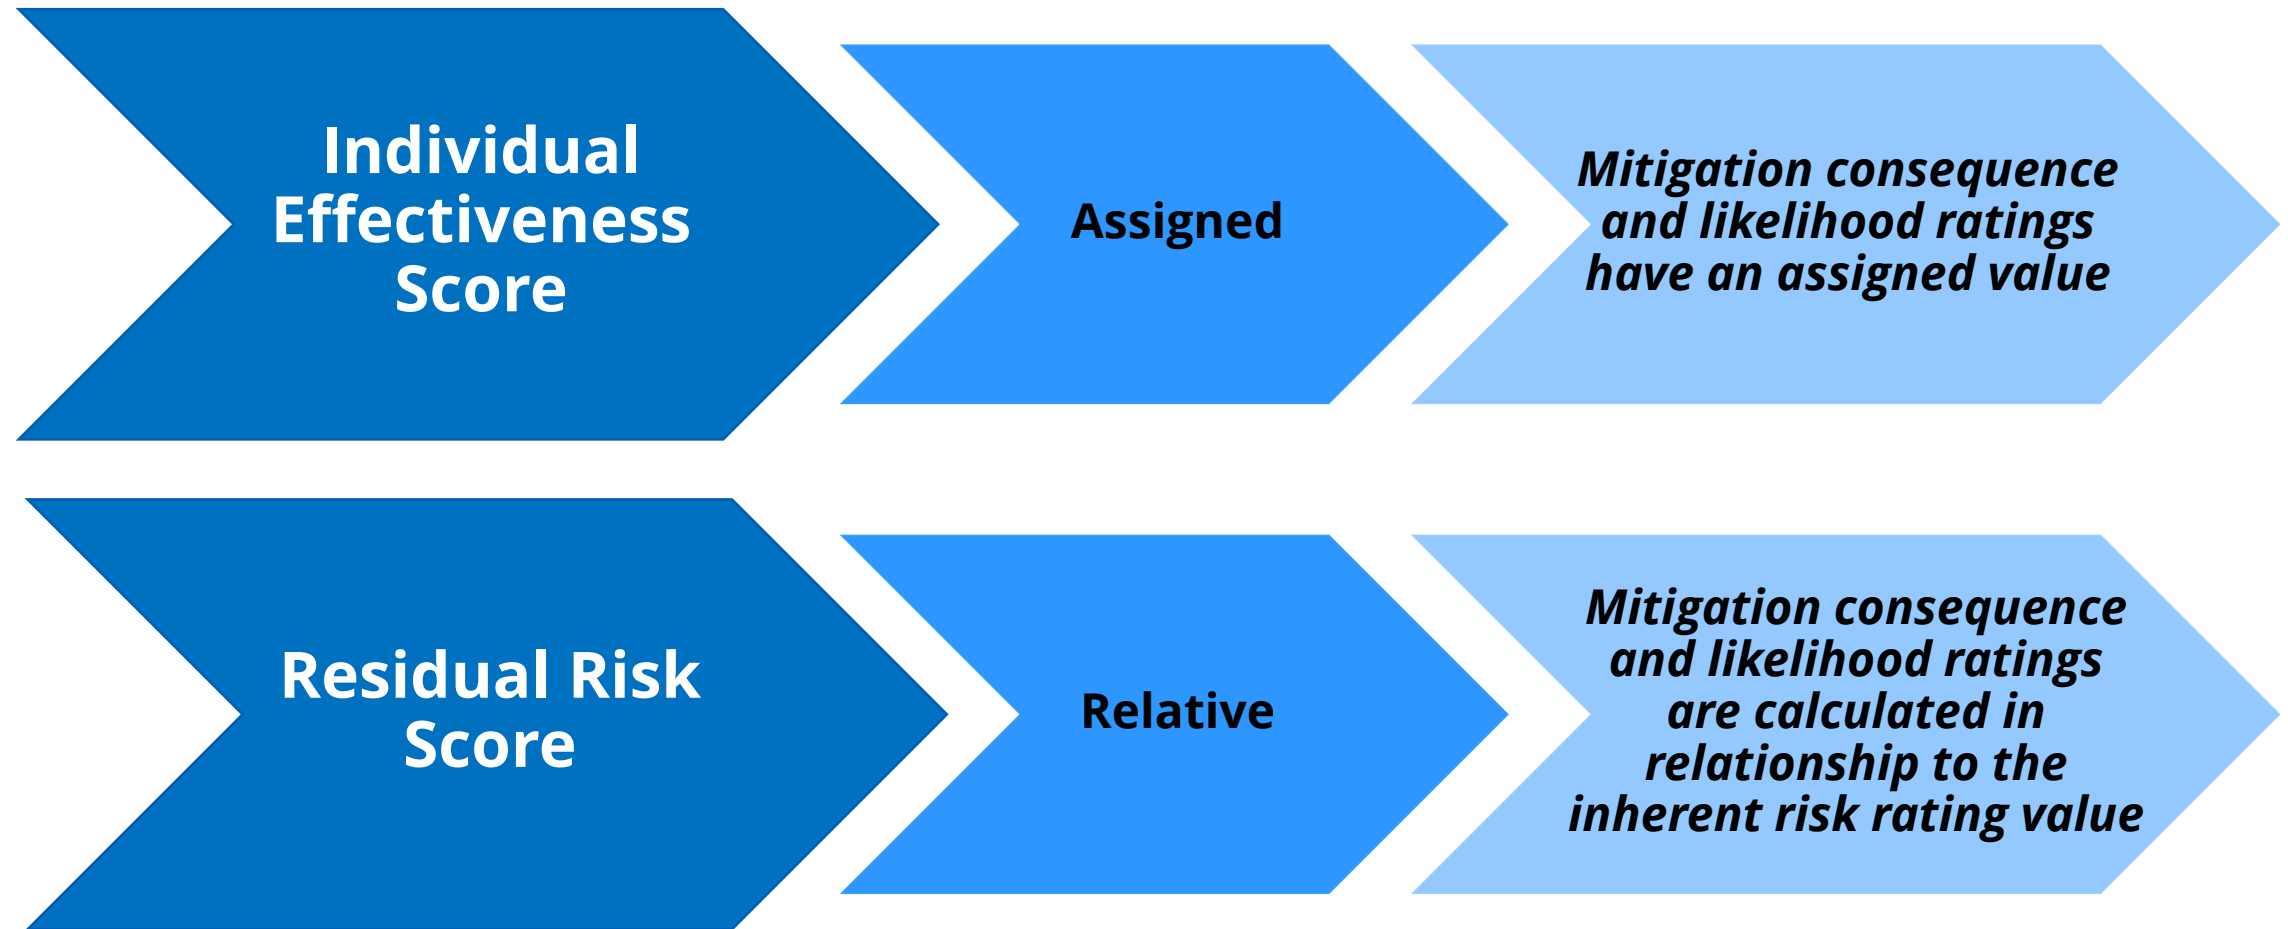 Individual
Effectiveness
Score
Assigned
Mitigation consequence
and likelihood ratings
have an assigned value
Residual Risk
Score
Relative
Mitigation consequence
and likelihood ratings
are calculated in
relationship to the
inherent risk rating value